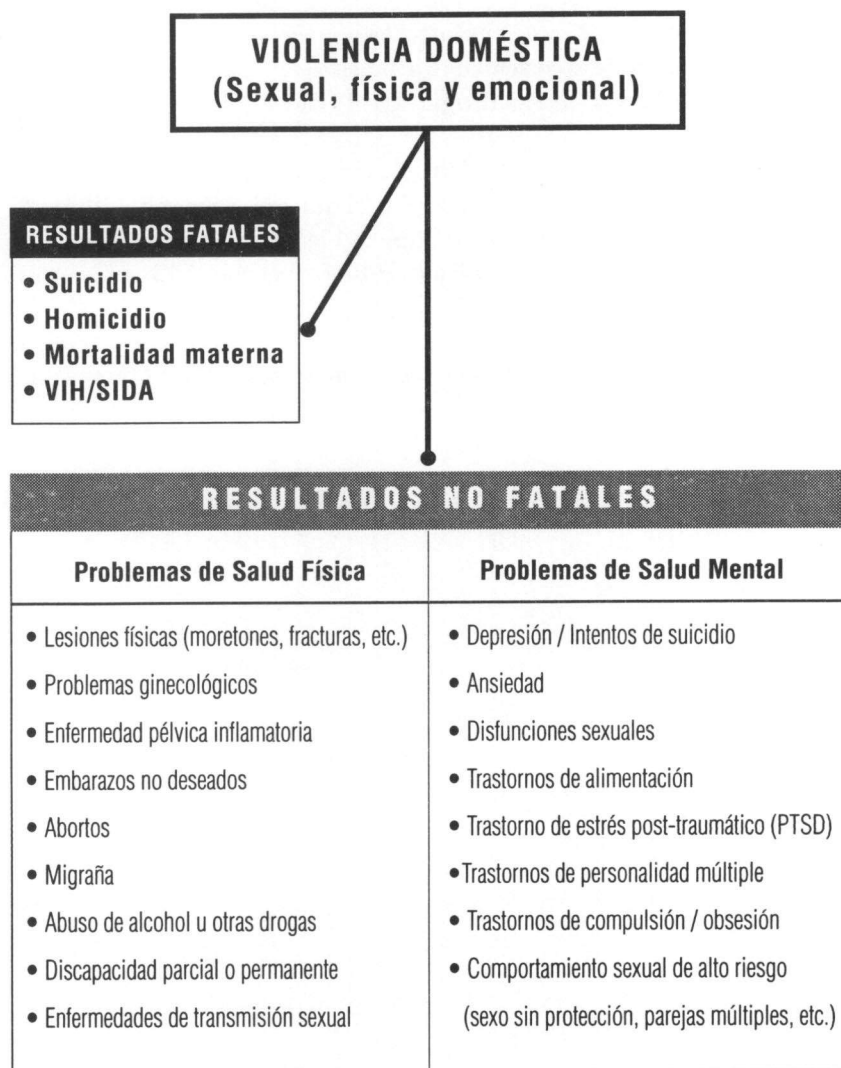 VIOLENCIA DOMÉSTICA
(Sexual, física y emocional)
RESULTADOS FATALES
• Suicidio
• Homicidio
• Mortalidad materna
• VIH/SIDA
RESULTADOS NO FATALES
Problemas de Salud Física
• Lesiones físicas (moretones, fracturas, etc.)
• Problemas ginecológicos
• Enfermedad pélvica inflamatoria
• Embarazos no deseados
• Abortos
• Migraña
• Abuso de alcohol u otras drogas
• Discapacidad parcial o permanente
• Enfermedades de transmisión sexual
Problemas de Salud Mental
• Depresión / Intentos de suicidio
• Ansiedad
• Disfunciones sexuales
• Trastornos de alimentación
• Trastorno de estrés post-traumático (PTSD)
•Trastornos de personalidad múltiple
• Trastornos de compulsión / obsesión
• Comportamiento sexual de alto riesgo
(sexo sin protección, parejas múltiples, etc.)